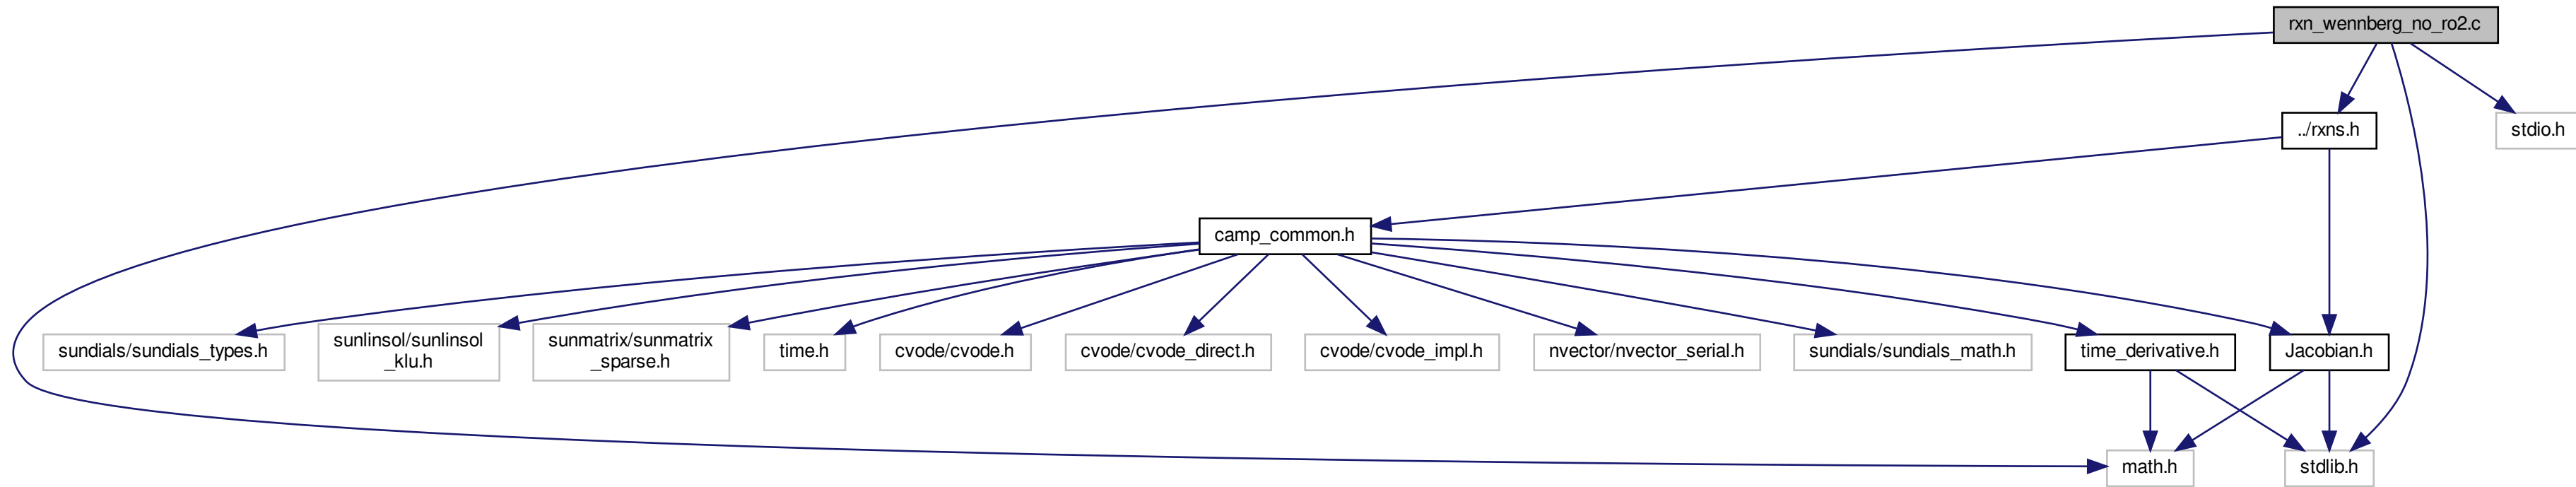 rxn_wennberg_no_ro2.c
../rxns.h
stdio.h
camp_common.h
sundials/sundials_types.h
sunlinsol/sunlinsol
_klu.h
sunmatrix/sunmatrix
_sparse.h
time.h
cvode/cvode.h
cvode/cvode_direct.h
cvode/cvode_impl.h
nvector/nvector_serial.h
sundials/sundials_math.h
time_derivative.h
Jacobian.h
math.h
stdlib.h